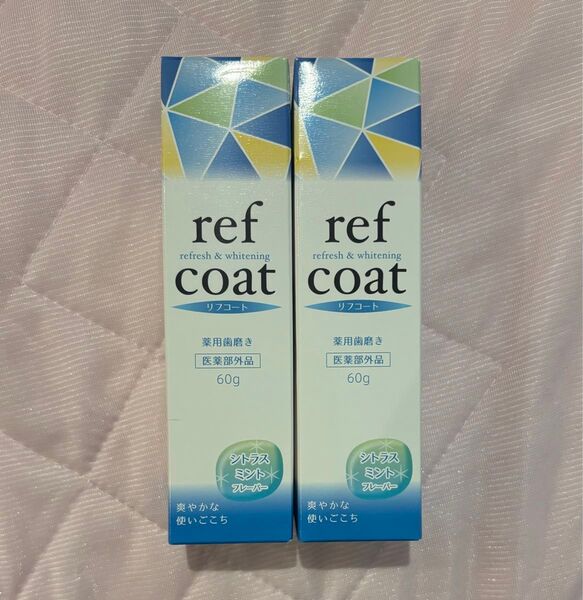 ref
refresh & whitening
coat
リフコート
薬用歯磨き
医薬部外品
60g
シトラス
ミント
フレーバー
爽やかな
使いごこち
ref
refresh & whitening
coat
リフコート
薬用歯磨き
医薬部外品
60g
シトラス
ミント
フレーバー
爽やかな
使いごこち